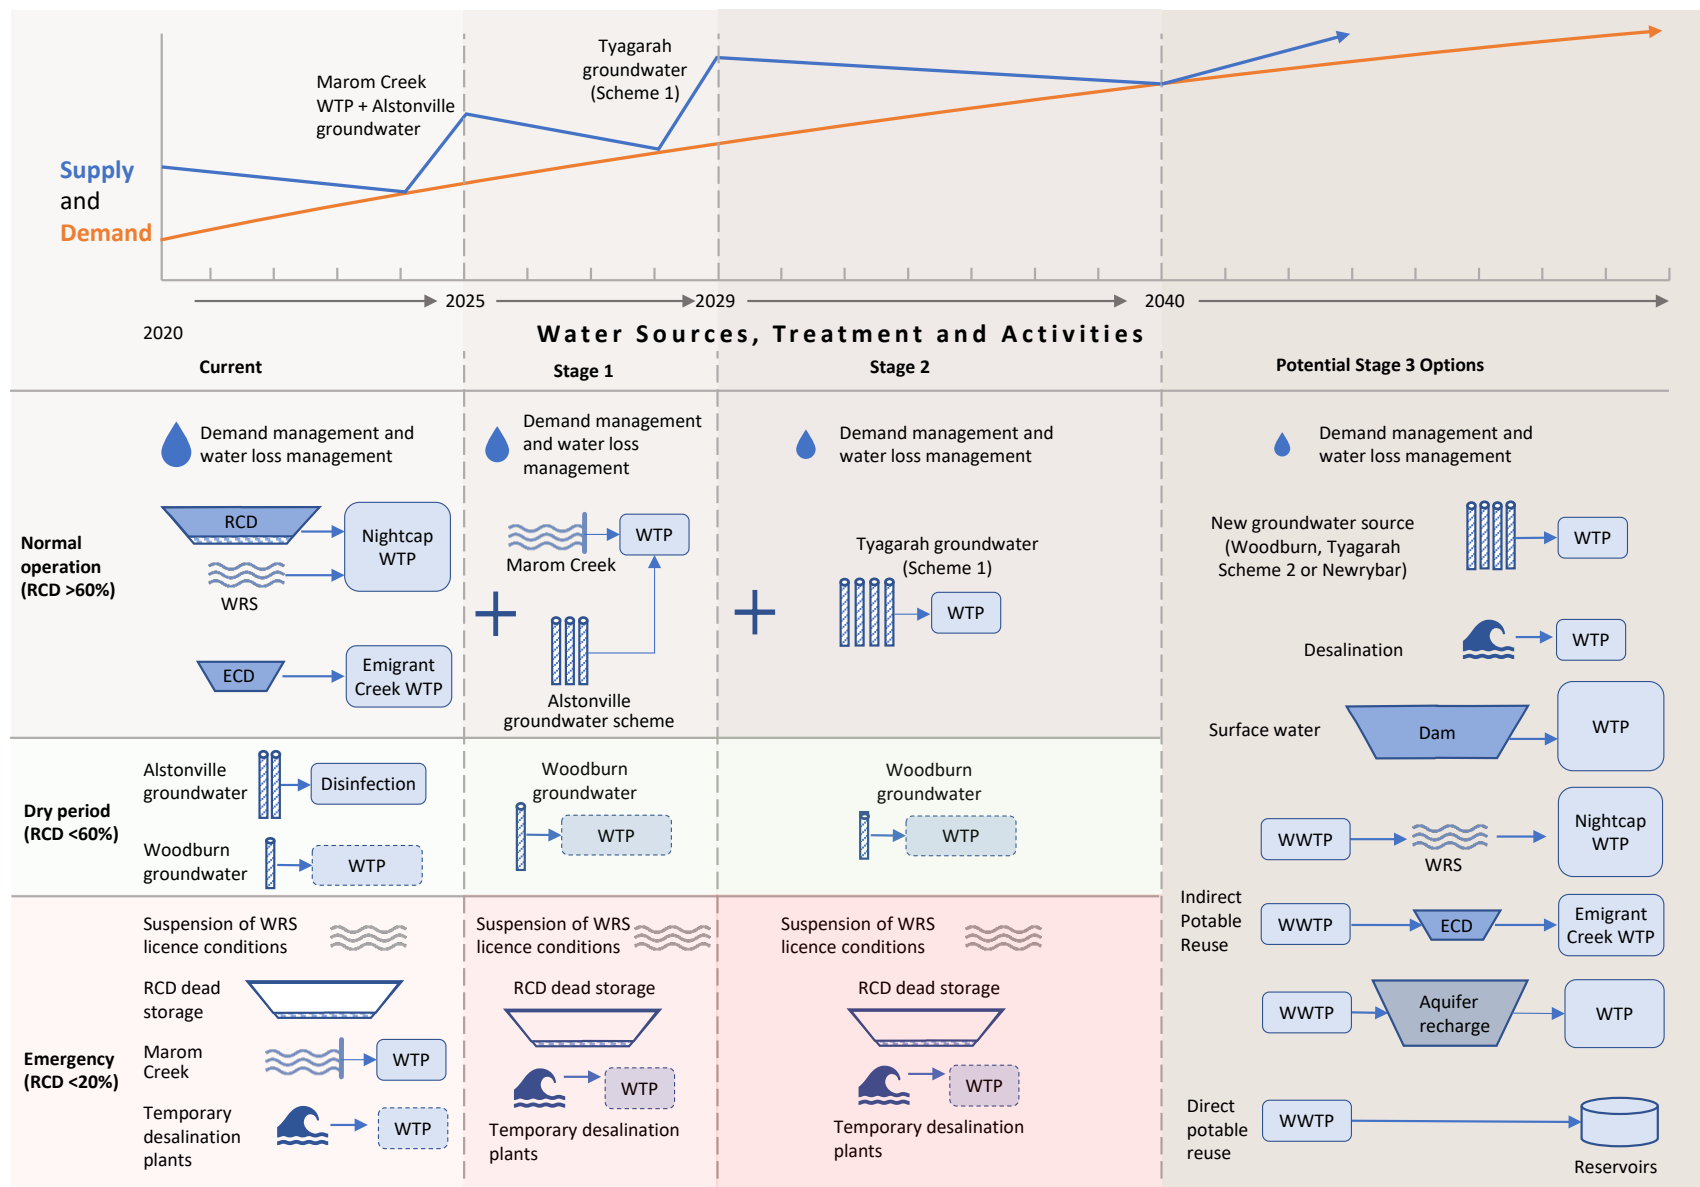 Tyagarah
groundwater
(Scheme 1)
Marom Creek
WTP + Alstonville
groundwater
Supply
and
Demand
2025
2029
2040
2020
Water Sources, Treatment and Activities
Current
Stage 1
Stage 2
Potential Stage 3 Options
Normal
operation
(RCD >60%)
Demand management and
water loss management
RCD
Nightcap
WTP
WRS
ECD
Emigrant
Creek WTP
Demand management
and water loss
management
WTP
Marom Creek
Alstonville
groundwater scheme
Demand management and
water loss management
Tyagarah groundwater
(Scheme 1)
WTP
Dry period
(RCD <60%)
Alstonville
groundwater
Disinfection
Woodburn
groundwater
WTP
Woodburn
groundwater
WTP
Woodburn
groundwater
WTP
Emergency
(RCD <20%)
Suspension of WRS
licence conditions
RCD dead
storage
Marom
Creek
WTP
Temporary
desalination
plants
WTP
Suspension of WRS
licence conditions
RCD dead storage
WTP
Temporary desalination
plants
Suspension of WRS
licence conditions
RCD dead storage
WTP
Temporary desalination
plants
Demand management and
water loss management
New groundwater source
(Woodburn, Tyagarah
Scheme 2 or Newrybar)
WTP
Desalination
WTP
Surface water
Dam
WTP
Indirect
Potable
Reuse
WWTP
WRS
Nightcap
WTP
WWTP
ECD
Emigrant
Creek WTP
WWTP
Aquifer
recharge
WTP
Direct
potable
reuse
WWTP
Reservoirs